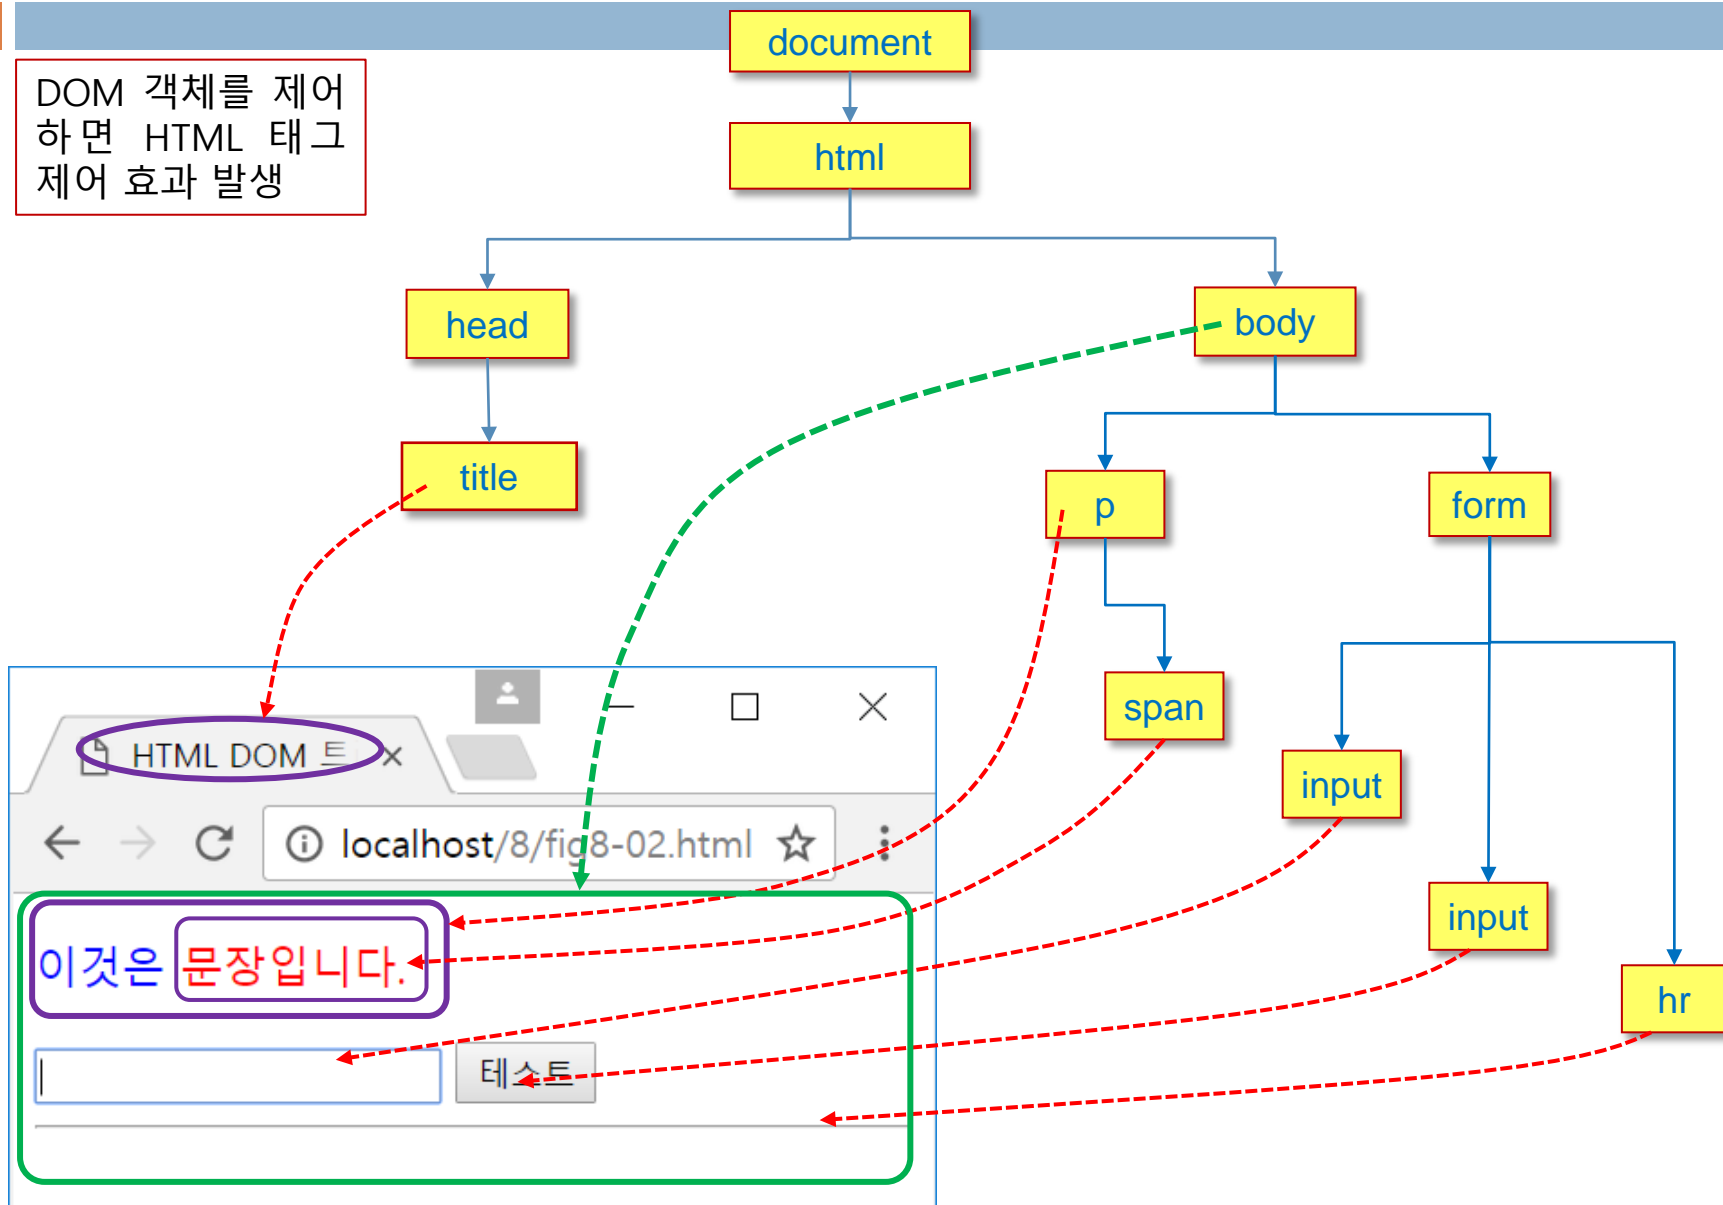 document
DOM 객체를 제어
하면 HTML 태그
제어 효과 발생
html
head
body
title
p
form
span
input
input
hr
HTML DOM 트
localhost/8/fig8-02.html
이것은 문장입니다.
테스트